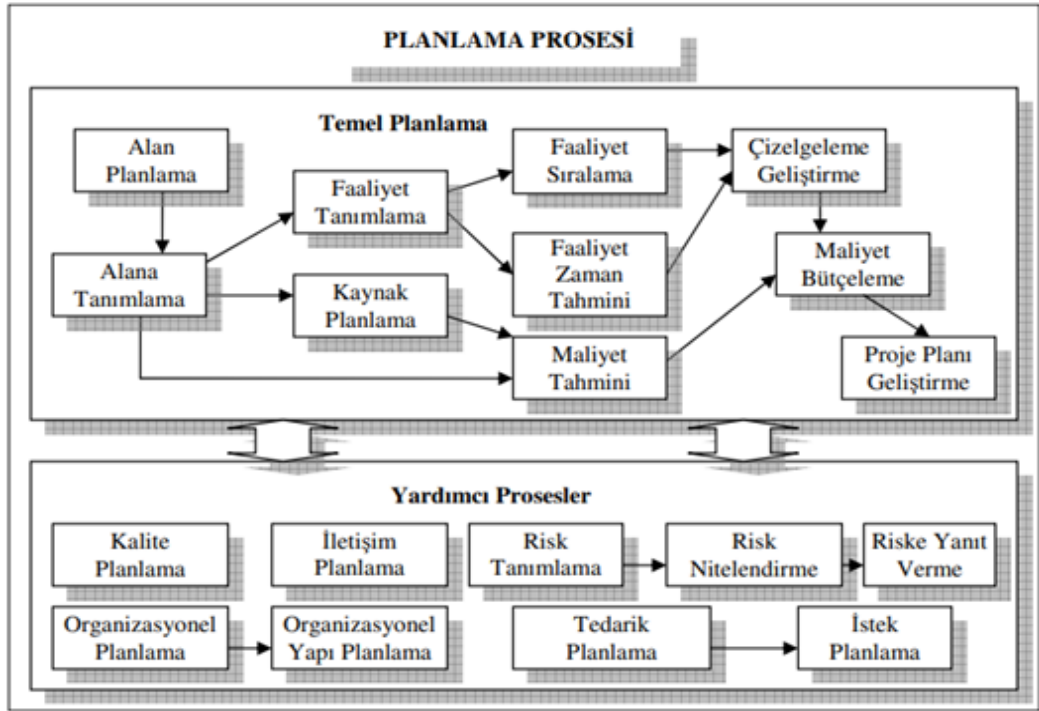 PLANLAMA PROSESİ
Temel Planlama
Alan
Planlama
Alana
Tanımlama
Faaliyet
Tanımlama
Kaynak
Planlama
Faaliyet
Sıralama
Faaliyet
Zaman
Tahmini
Maliyet
Tahmini
Çizelgeleme
Geliştirme
Maliyet
Bütçeleme
Proje Planı
Geliştirme
Yardımcı Prosesler
Kalite
Planlama
İletişim
Planlama
Risk
Tanımlama
Risk
Nitelendirme
Riske Yanıt
Verme
Organizasyonel
Planlama
Organizasyonel
Yapı Planlama
Tedarik
Planlama
İstek
Planlama